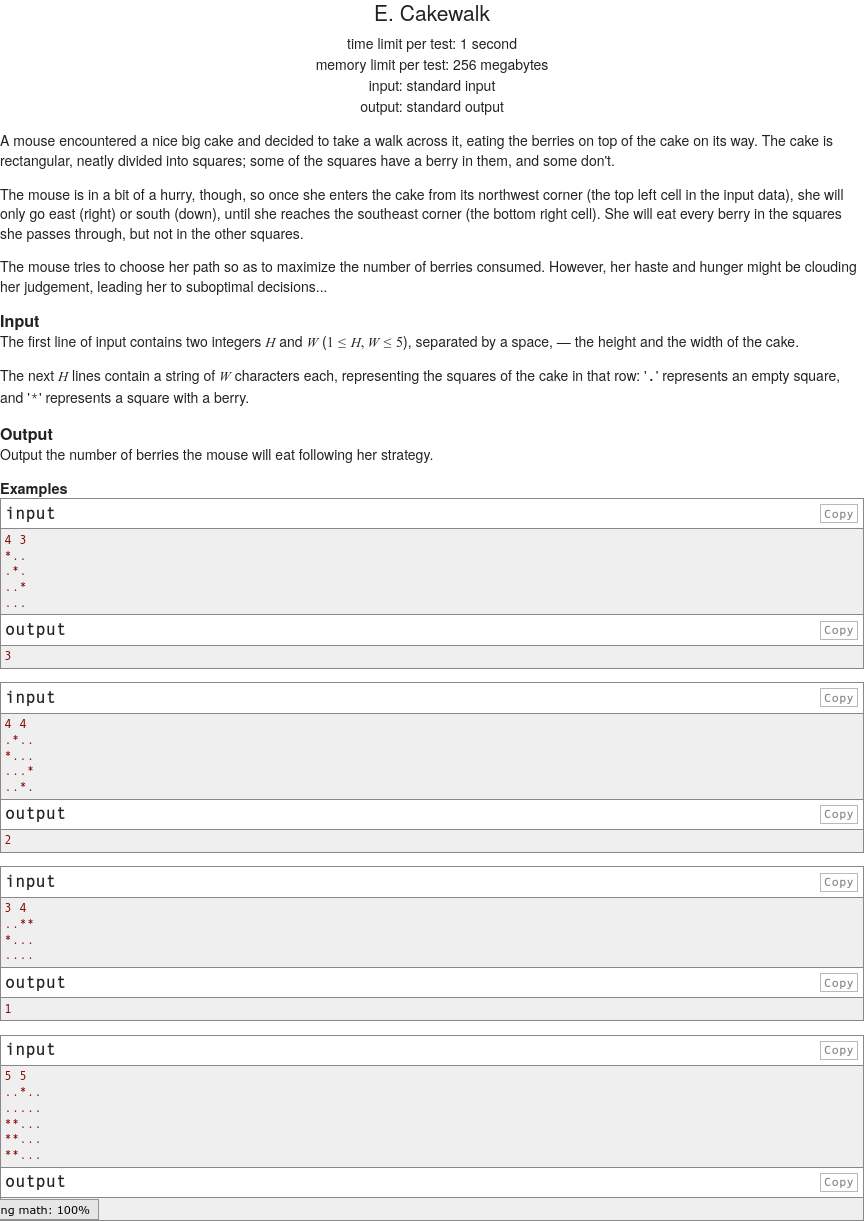 E. Cakewalk
time limit per test: 1 second
memory limit per test: 256 megabytes
input: standard input
output: standard output
A mouse encountered a nice big cake and decided to take a walk across it, eating the berries on top of the cake on its way. The cake is
rectangular, neatly divided into squares; some of the squares have a berry in them, and some don't.
The mouse is in a bit of a hurry, though, so once she enters the cake from its northwest corner (the top left cell in the input data), she will
only go east (right) or south (down), until she reaches the southeast corner (the bottom right cell). She will eat every berry in the squares
she passes through, but not in the other squares.
The mouse tries to choose her path so as to maximize the number of berries consumed. However, her haste and hunger might be clouding
her judgement, leading her to suboptimal decisions...
Input
The first line of input contains two integers H and W (1 ≤ H, W ≤ 5), separated by a space, — the height and the width of the cake.
The next H lines contain a string of W characters each, representing the squares of the cake in that row: '.' represents an empty square,
and '*' represents a square with a berry.
Output
Output the number of berries the mouse will eat following her strategy.
Examples
input
Copy
4 3
*..
.*.
..*
...
output
Copy
3
input
Copy
4 4
.*..
*...
...*
..*.
output
Copy
2
input
Copy
3 4
..**
*...
....
output
Copy
1
input
Copy
5 5
..*..
.....
**...
**...
**...
output
Copy
ng math: 100%